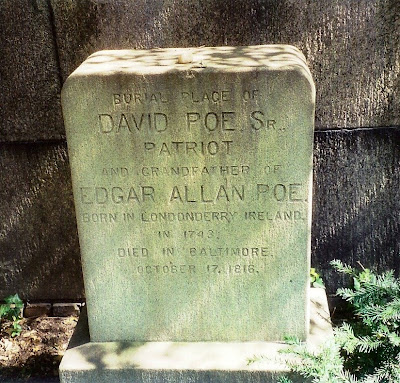 BURIAL PLACE OF
DAVID POE Sr.,
PATRIOT
AND GRANDFATHER OF
EDGAR ALLAN POE.
BORN IN LONDONDERRY IRELAND,
IN 1743.
DIED IN BALTIMORE.
OCTOBER 17, 1816.